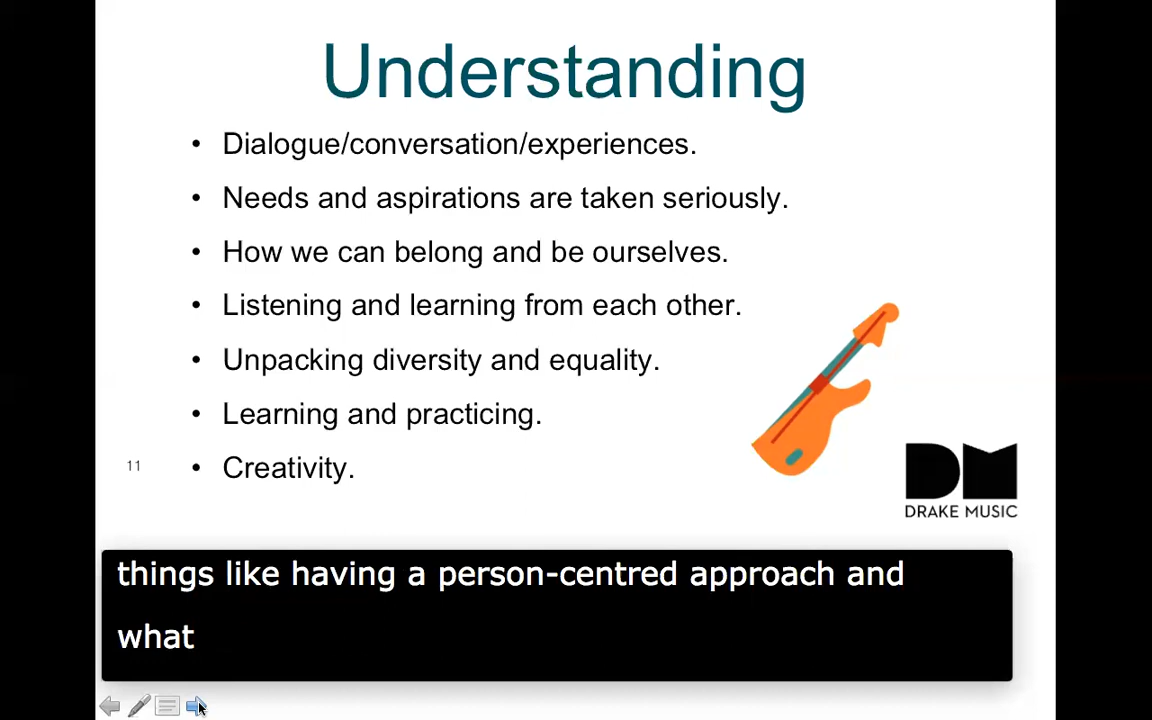 Understanding
• Dialogue/conversation/experiences.
• Needs and aspirations are taken seriously.
• How we can belong and be ourselves.
• Listening and learning from each other.
• Unpacking diversity and equality.
• Learning and practicing.
11
• Creativity.
DM
DRAKE MUSIC
things like having a person-centred approach and
what